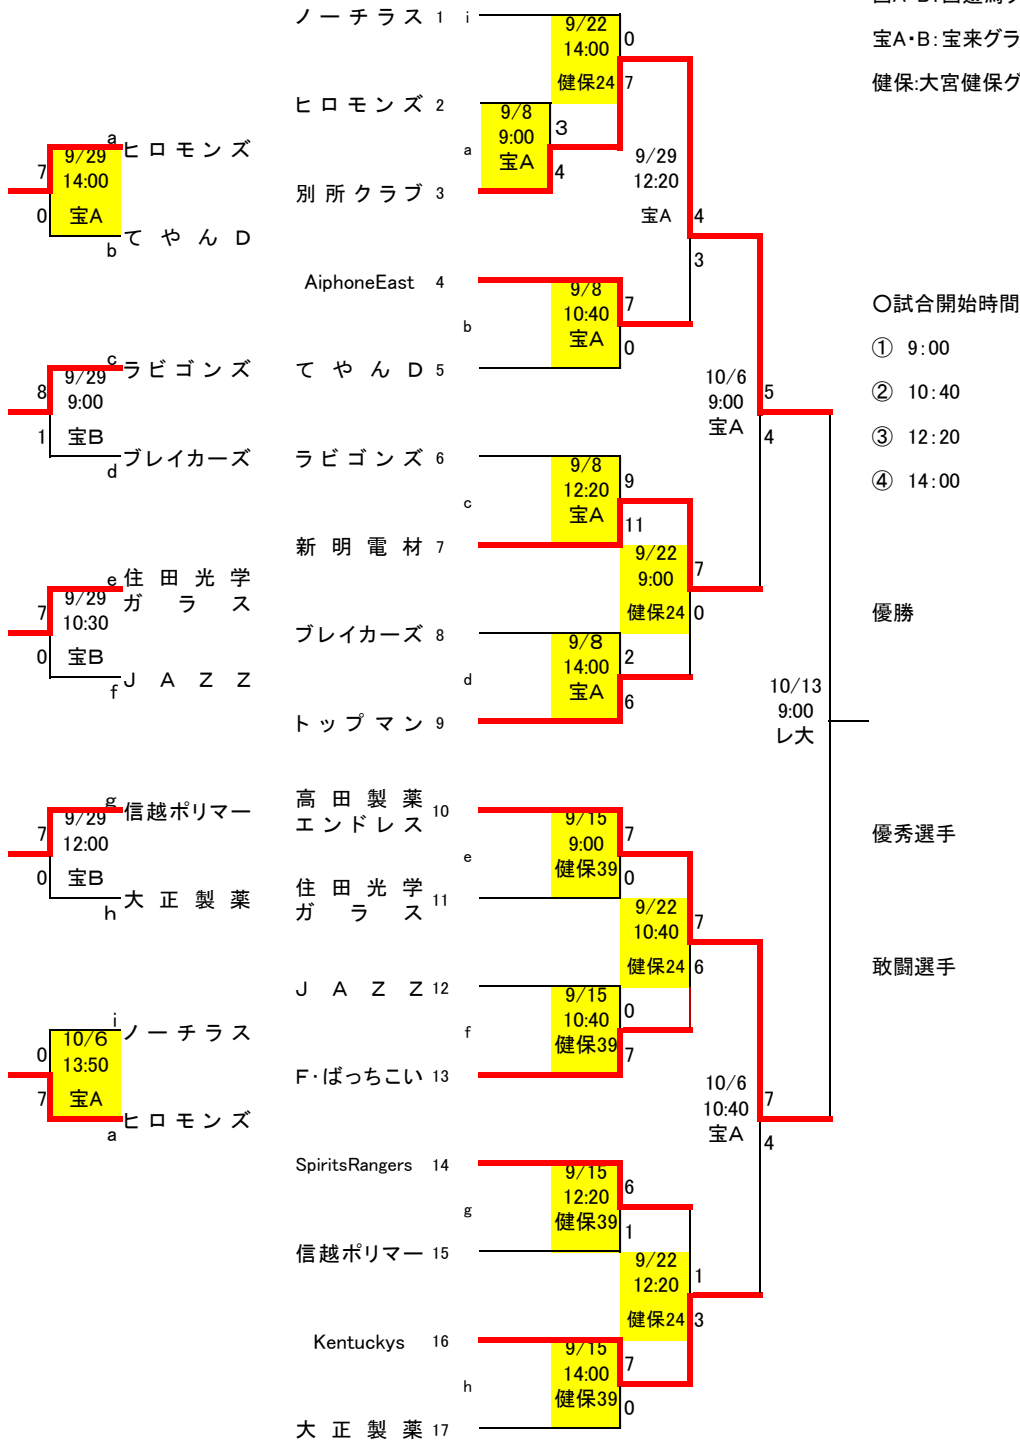 a
ヒロモンズ
9/29
14:00
宝A
7
0
b
てやんD
c
ラビゴンズ
9/29
9:00
宝B
8
1
d
ブレイカーズ
e
住田光学
ガラス
9/29
10:30
宝B
7
0
f
JAZZ
g
信越ポリマー
9/29
12:00
宝B
7
0
h
大正製薬
i
ノーチラス
10/6
13:50
宝A
0
7
a
ヒロモンズ
ノーチラス 1 i
9/22
14:00
健保24
0
7
ヒロモンズ 2
9/8
9:00
宝A
a
3
4
別所クラブ 3
9/29
12:20
宝A
4
3
AiphoneEast 4
9/8
10:40
宝A
b
7
0
てやんD 5
10/6
9:00
宝A
5
4
ラビゴンズ 6
9/8
12:20
宝A
c
9
11
新明電材 7
9/22
9:00
健保24
7
0
ブレイカーズ 8
9/8
14:00
宝A
d
2
6
トップマン 9
10/13
9:00
レ大
高田製薬
エンドレス
10
9/15
9:00
健保39
e
7
0
住田光学
ガラス
11
9/22
10:40
健保24
7
6
JAZZ 12
9/15
10:40
健保39
f
0
7
F・ばっちこい 13
10/6
10:40
宝A
7
4
SpiritsRangers 14
9/15
12:20
健保39
g
6
1
信越ポリマー 15
9/22
12:20
健保24
1
3
Kentuckys 16
9/15
14:00
健保39
h
7
0
大正製薬 17
宝A・B:宝来グラ
健保:大宮健保グ
○試合開始時間
① 9:00
② 10:40
③ 12:20
④ 14:00
優勝
優秀選手
敢闘選手